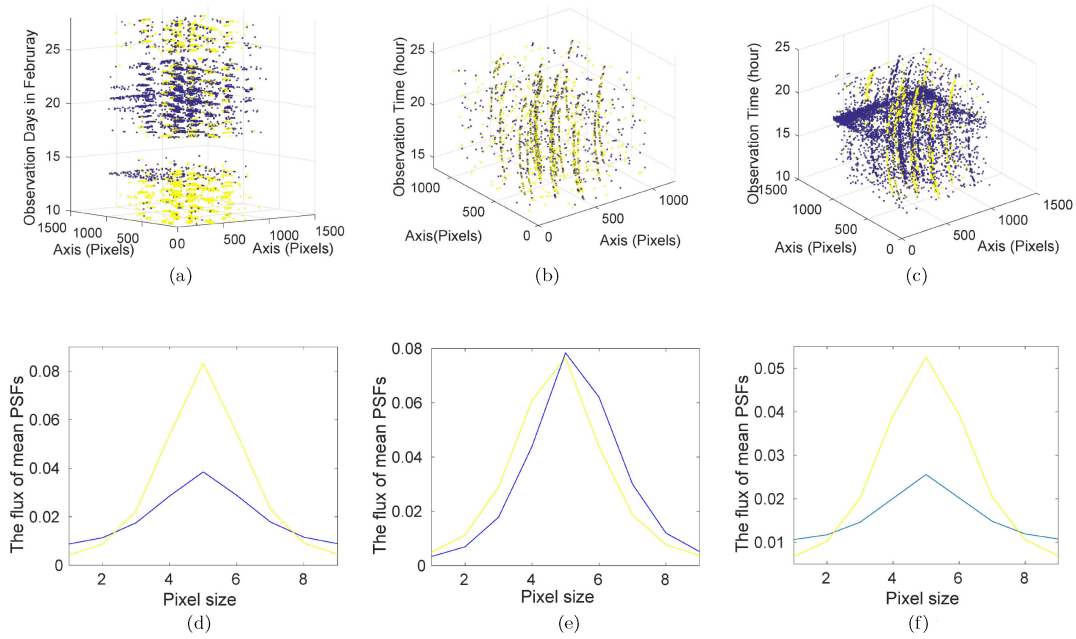 Observation Days in Februray
25
20
15
10
1500
1000
500
0 0
500
1000
1500
Axis (Pixels)
Axis (Pixels)
(a)
Observation Time (hour)
25
20
15
1000
500
0
0
500
1000
Axis(Pixels)
Axis (Pixels)
(b)
Observation Time (hour)
25
20
15
10
1500
1000
500
0
0
500
1000
1500
Axis (Pixels)
Axis (Pixels)
(c)
The flux of mean PSFs
0.08
0.06
0.04
0.02
0
2 4 6 8
Pixel size
(d)
The flux of mean PSFs
0.08
0.06
0.04
0.02
0
2 4 6 8
Pixel size
(e)
The flux of mean PSFs
0.05
0.04
0.03
0.02
0.01
2 4 6 8
Pixel size
(f)